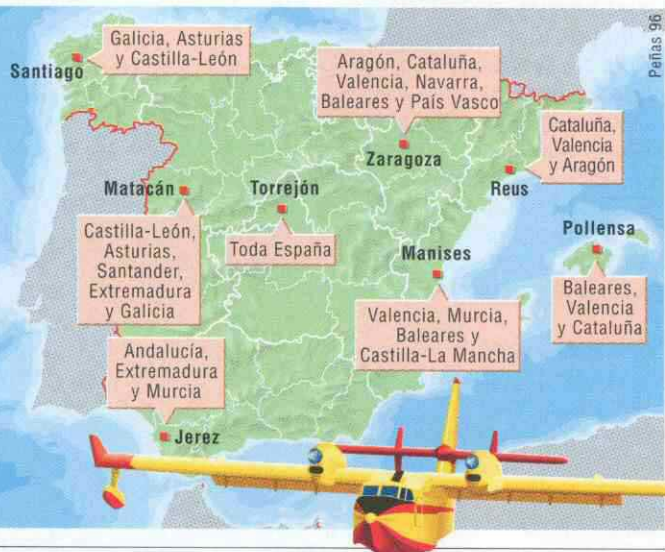 Peñas 96
Galicia, Asturias
y Castilla-León
Santiago
Aragón, Cataluña,
Valencia, Navarra,
Baleares y País Vasco
Zaragoza
Cataluña,
Valencia
y Aragón
Reus
Matacán
Castilla-León,
Asturias,
Santander,
Extremadura
y Galicia
Torrejón
Toda España
Manises
Valencia, Murcia,
Baleares y
Castilla-La Mancha
Pollensa
Baleares,
Valencia
y Cataluña
Andalucía,
Extremadura
y Murcia
Jerez